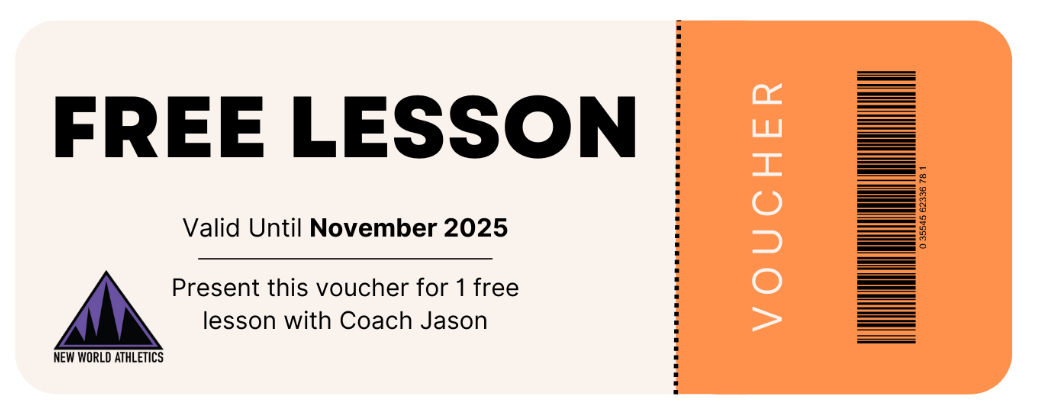 FREE LESSON
Valid Until November 2025
Present this voucher for 1 free
lesson with Coach Jason
NEW WORLD ATHLETICS
VOUCHER
0 35545 62336 78 1